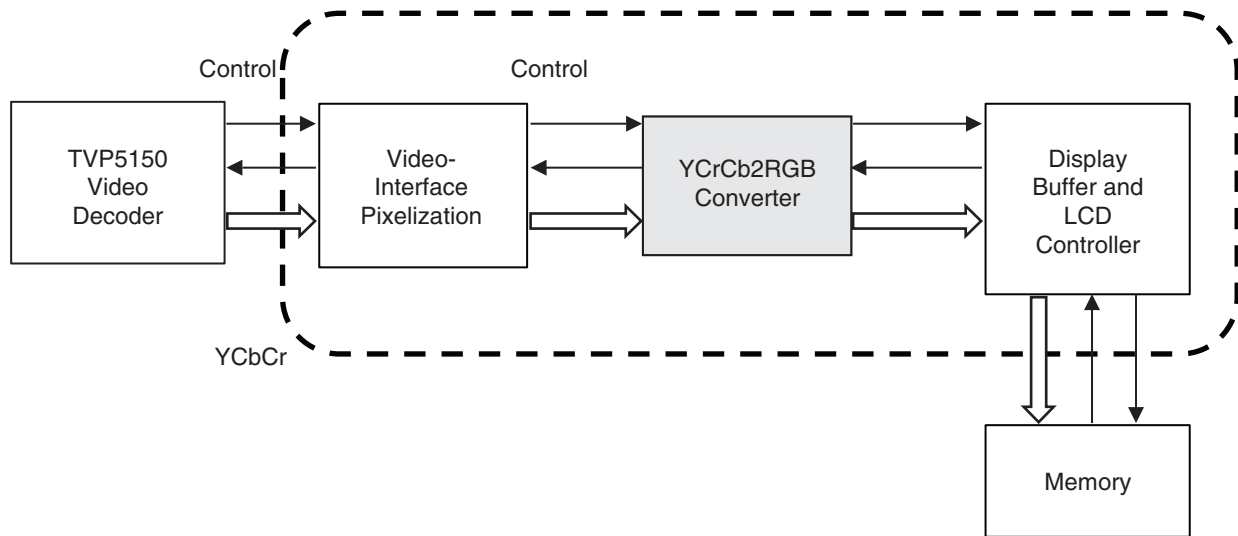 Control
Control
TVP5150
Video
Decoder
Video-
Interface
Pixelization
YCrCb2RGB
Converter
Display
Buffer and
LCD
Controller
YCbCr
Memory